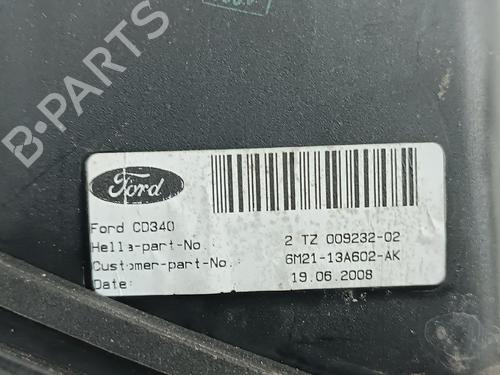 Ford
Ford CD340
Hella-part-No.: 2 TZ 009232-02
Customer-part-No.: 6M21-13A602-AK
Date: 19.06.2008
B-PARTS